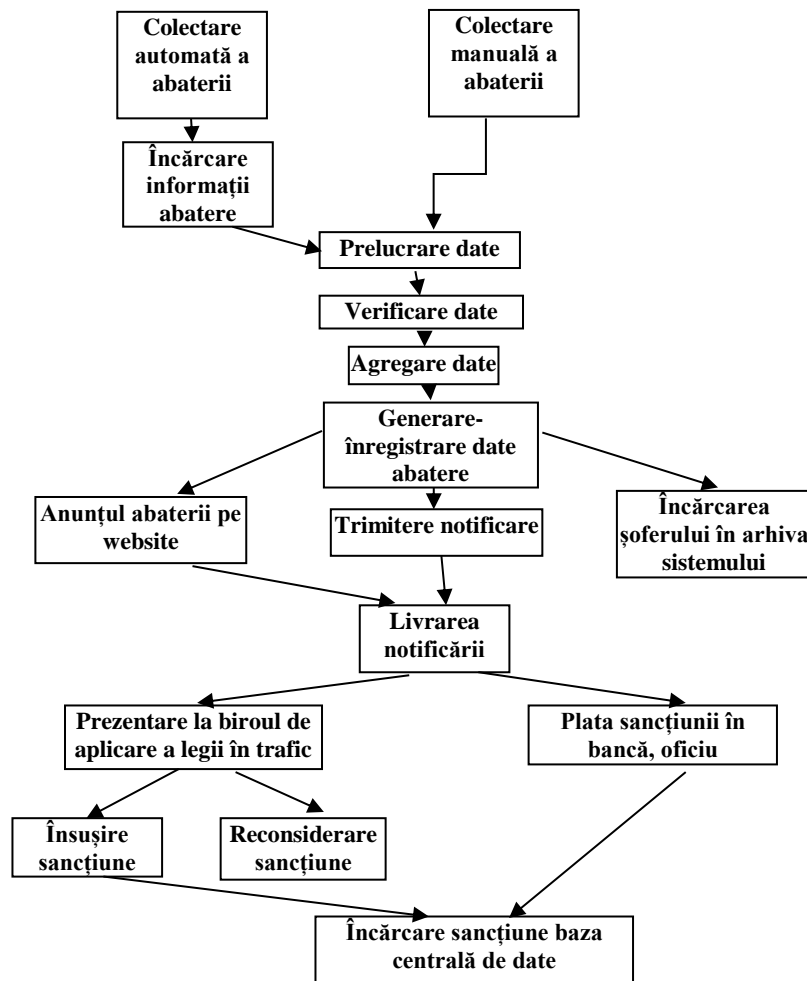 Colectare
automată a
abaterii
Colectare
manuală a
abaterii
Încărcare
informații
abatere
Prelucrare date
Verificare date
Agregare date
Generare-
înregistrare date
abatere
Anunțul abaterii pe
website
Trimitere notificare
Încărcarea
șoferului în arhiva
sistemului
Livrarea
notificării
Prezentare la biroul de
aplicare a legii în trafic
Plata sancțiunii în
bancă, oficiu
Însușire
sancțiune
Reconsiderare
sancțiune
Încărcare sancțiune baza
centrală de date